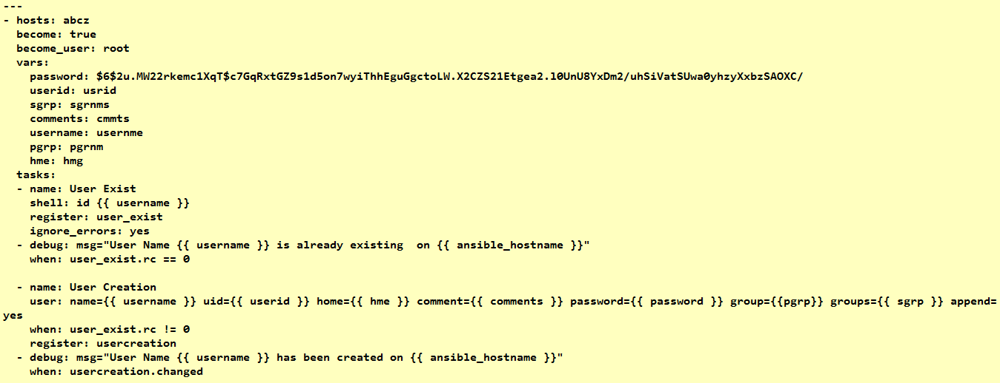 ---
- hosts: abcz
  become: true
  become_user: root
  vars:
    password: $6$2u.MW22rkemc1XqT$c7GqRxtGZ9s1d5on7wyiThhEguGgctoLW.X2CZS21Etgea2.l0UnU8YxDm2/uhSiVatSUwa0yhzyXxbzSAOXC/
    userid: usrid
    sgrp: sgrnms
    comments: cmmts
    username: usernme
    pgrp: pgrnm
    hme: hmg
  tasks:
  - name: User Exist
    shell: id {{ username }}
    register: user_exist
    ignore_errors: yes
  - debug: msg="User Name {{ username }} is already existing  on {{ ansible_hostname }}"
    when: user_exist.rc == 0

  - name: User Creation
    user: name={{ username }} uid={{ userid }} home={{ hme }} comment={{ comments }} password={{ password }} group={{pgrp}} groups={{ sgrp }} append=
yes
    when: user_exist.rc != 0
    register: usercreation
  - debug: msg="User Name {{ username }} has been created on {{ ansible_hostname }}"
    when: usercreation.changed